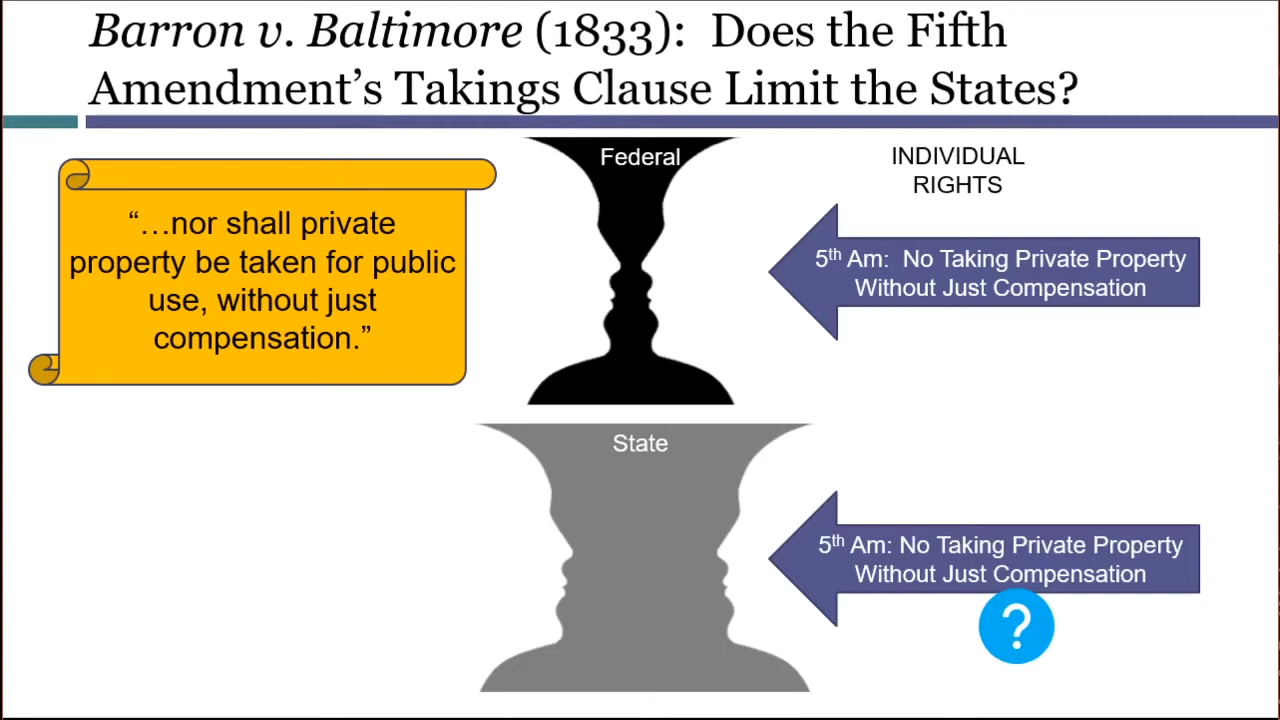 Barron v. Baltimore (1833):  Does the Fifth
Amendment’s Takings Clause Limit the States?
“…nor shall private
property be taken for public
use, without just
compensation.”
Federal
INDIVIDUAL
RIGHTS
5th Am:  No Taking Private Property
Without Just Compensation
State
5th Am: No Taking Private Property
Without Just Compensation
?